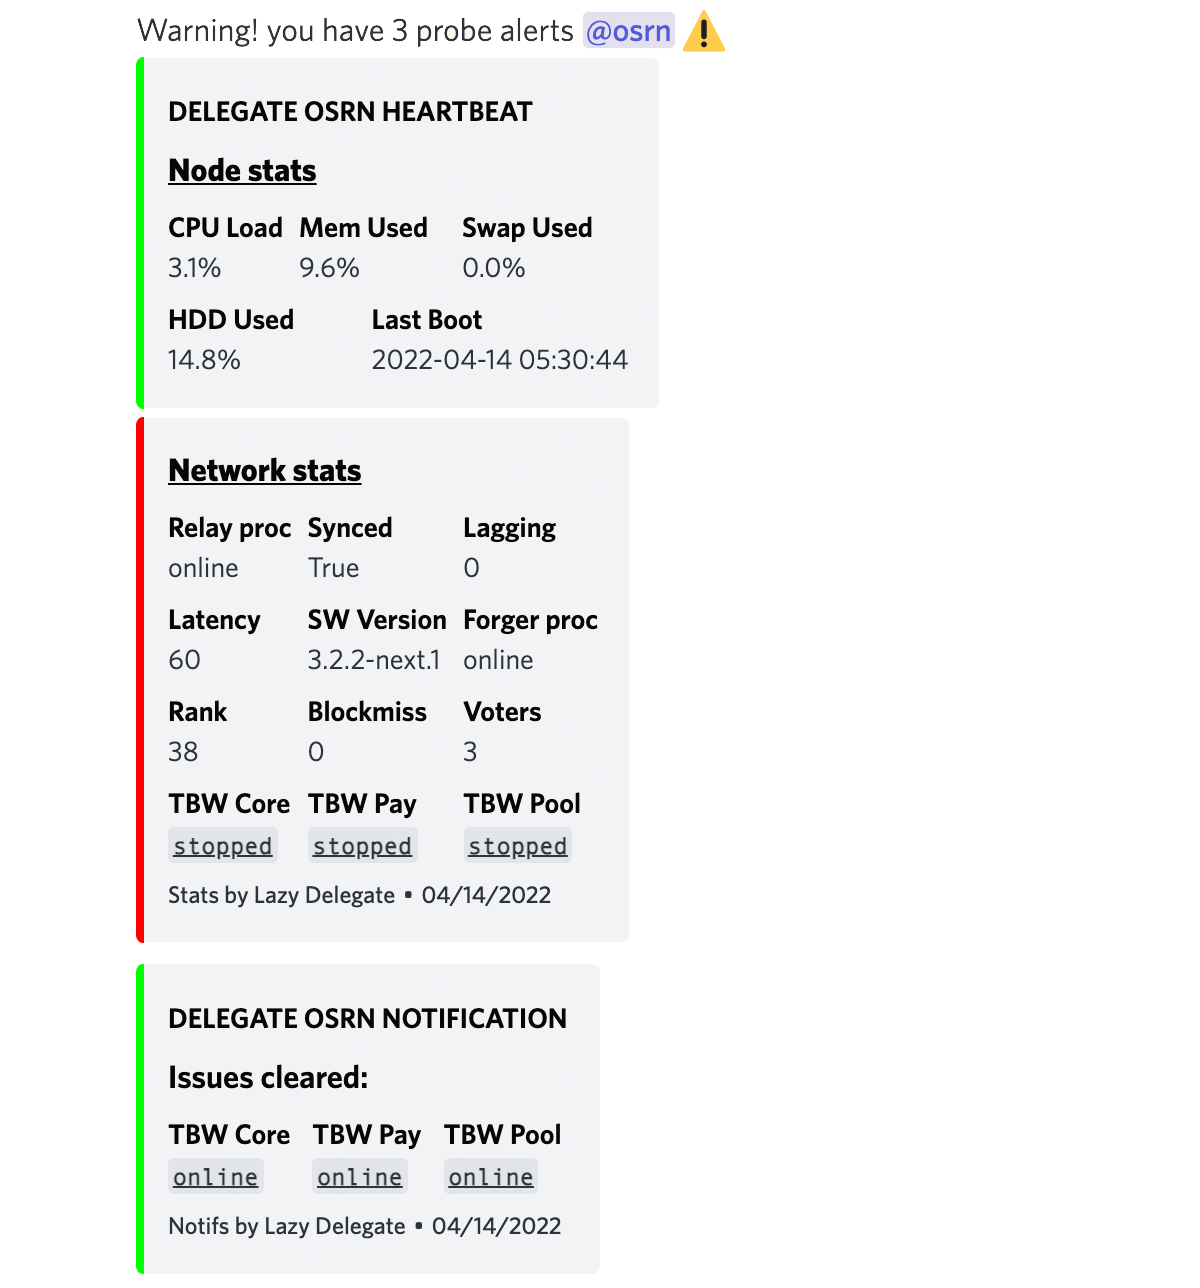 Warning! you have 3 probe alerts @osrn ⚠️
DELEGATE OSRN HEARTBEAT
Node stats
CPU Load Mem Used Swap Used
3.1% 9.6% 0.0%
HDD Used Last Boot
14.8% 2022-04-14 05:30:44
Network stats
Relay proc Synced Lagging
online True 0
Latency SW Version Forger proc
60 3.2.2-next.1 online
Rank Blockmiss Voters
38 0 3
TBW Core TBW Pay TBW Pool
stopped stopped stopped
Stats by Lazy Delegate • 04/14/2022
DELEGATE OSRN NOTIFICATION
Issues cleared:
TBW Core TBW Pay TBW Pool
online online online
Notifs by Lazy Delegate • 04/14/2022